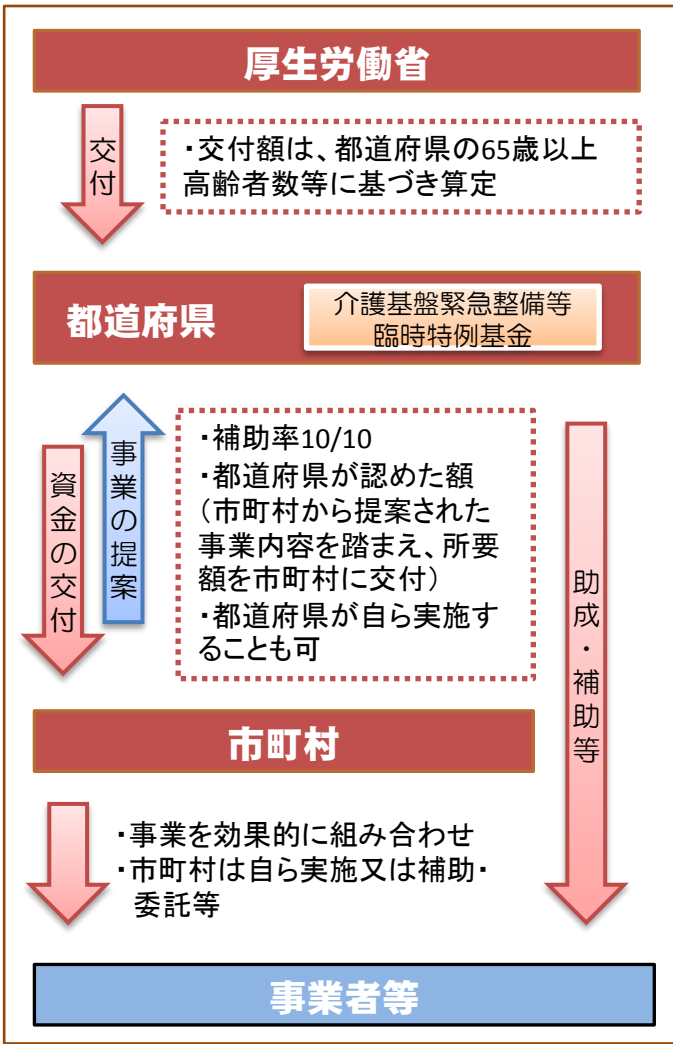 厚生労働省
交付
・交付額は、都道府県の65歳以上
高齢者数等に基づき算定
都道府県
介護基盤緊急整備等
臨時特例基金
資金の交付
事業の提案
・補助率10/10
・都道府県が認めた額
（市町村から提案された
事業内容を踏まえ、所要
額を市町村に交付）
・都道府県が自ら実施す
ることも可
助成・補助等
市町村
・事業を効果的に組み合わせ
・市町村は自ら実施又は補助・
委託等
事業者等